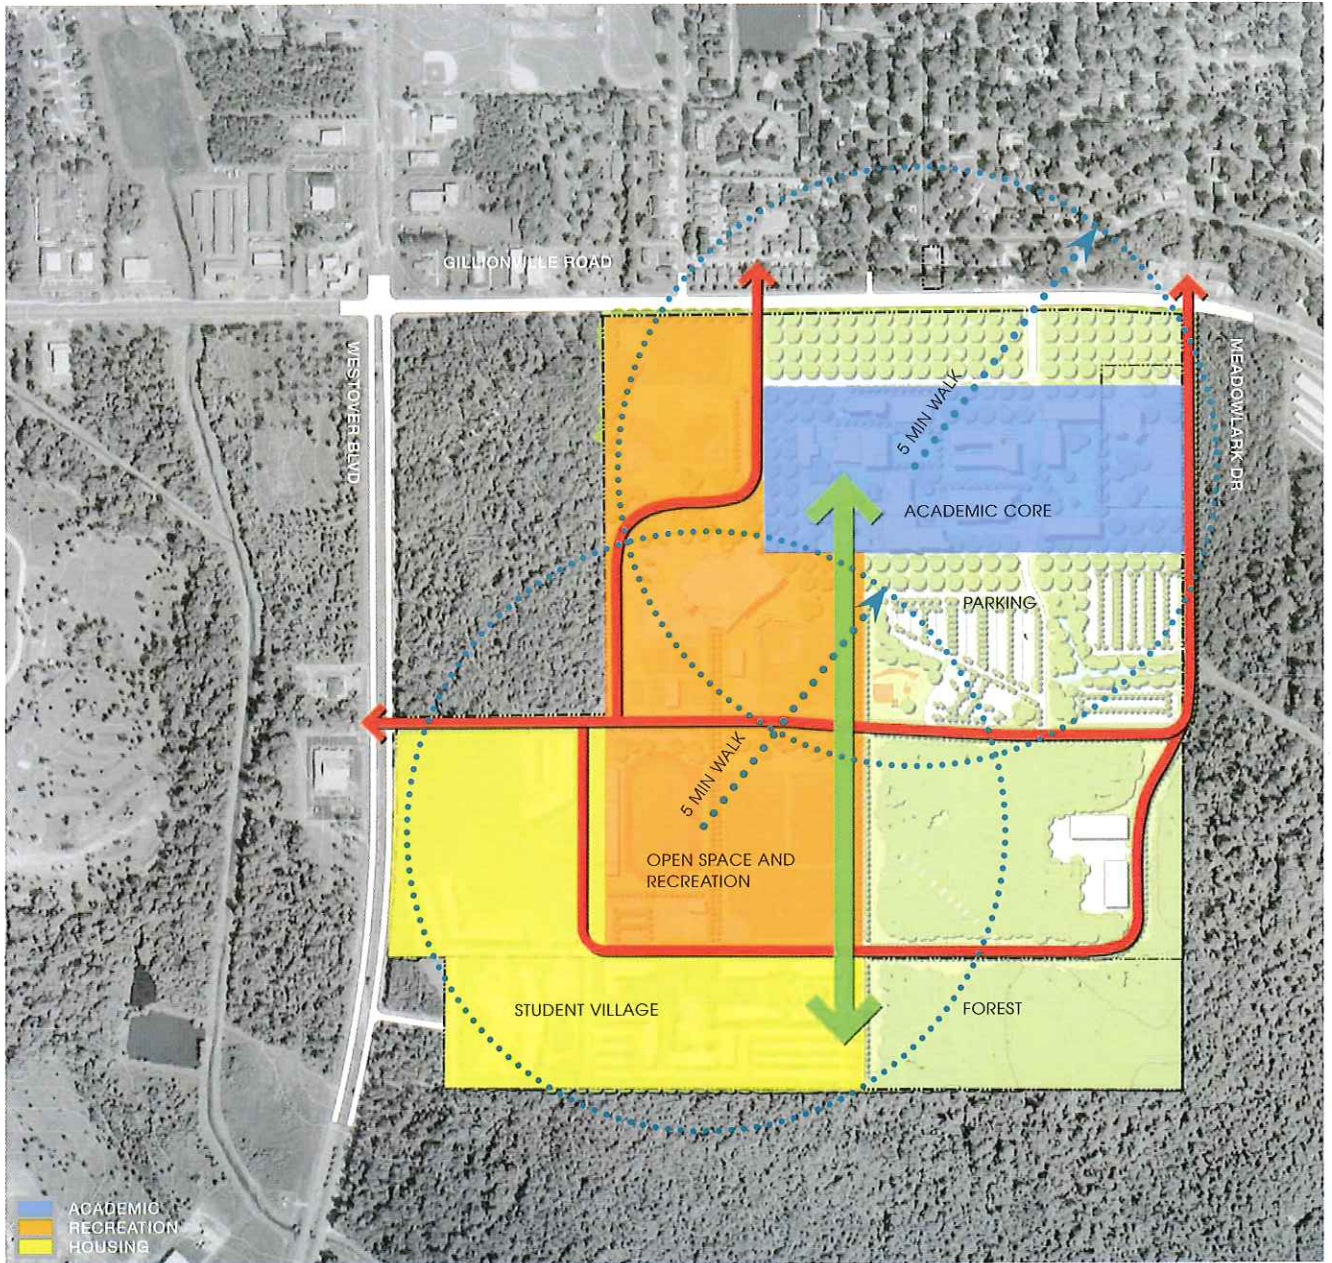 GILLIONVILLE ROAD
WESTOVER BLVD
MEADOWLARK DR
5 MIN WALK
ACADEMIC CORE
PARKING
5 MIN WALK
OPEN SPACE AND
RECREATION
STUDENT VILLAGE
FOREST
ACADEMIC
RECREATION
HOUSING